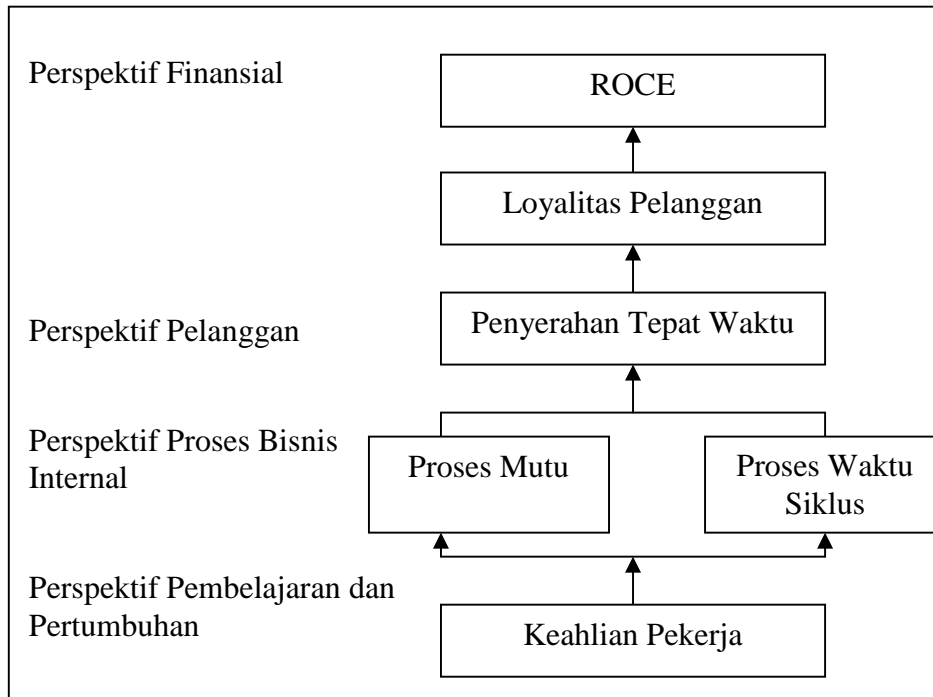 Perspektif Finansial
ROCE
Loyalitas Pelanggan
Perspektif Pelanggan
Penyerahan Tepat Waktu
Perspektif Proses Bisnis
Internal
Proses Mutu
Proses Waktu
Siklus
Perspektif Pembelajaran dan
Pertumbuhan
Keahlian Pekerja